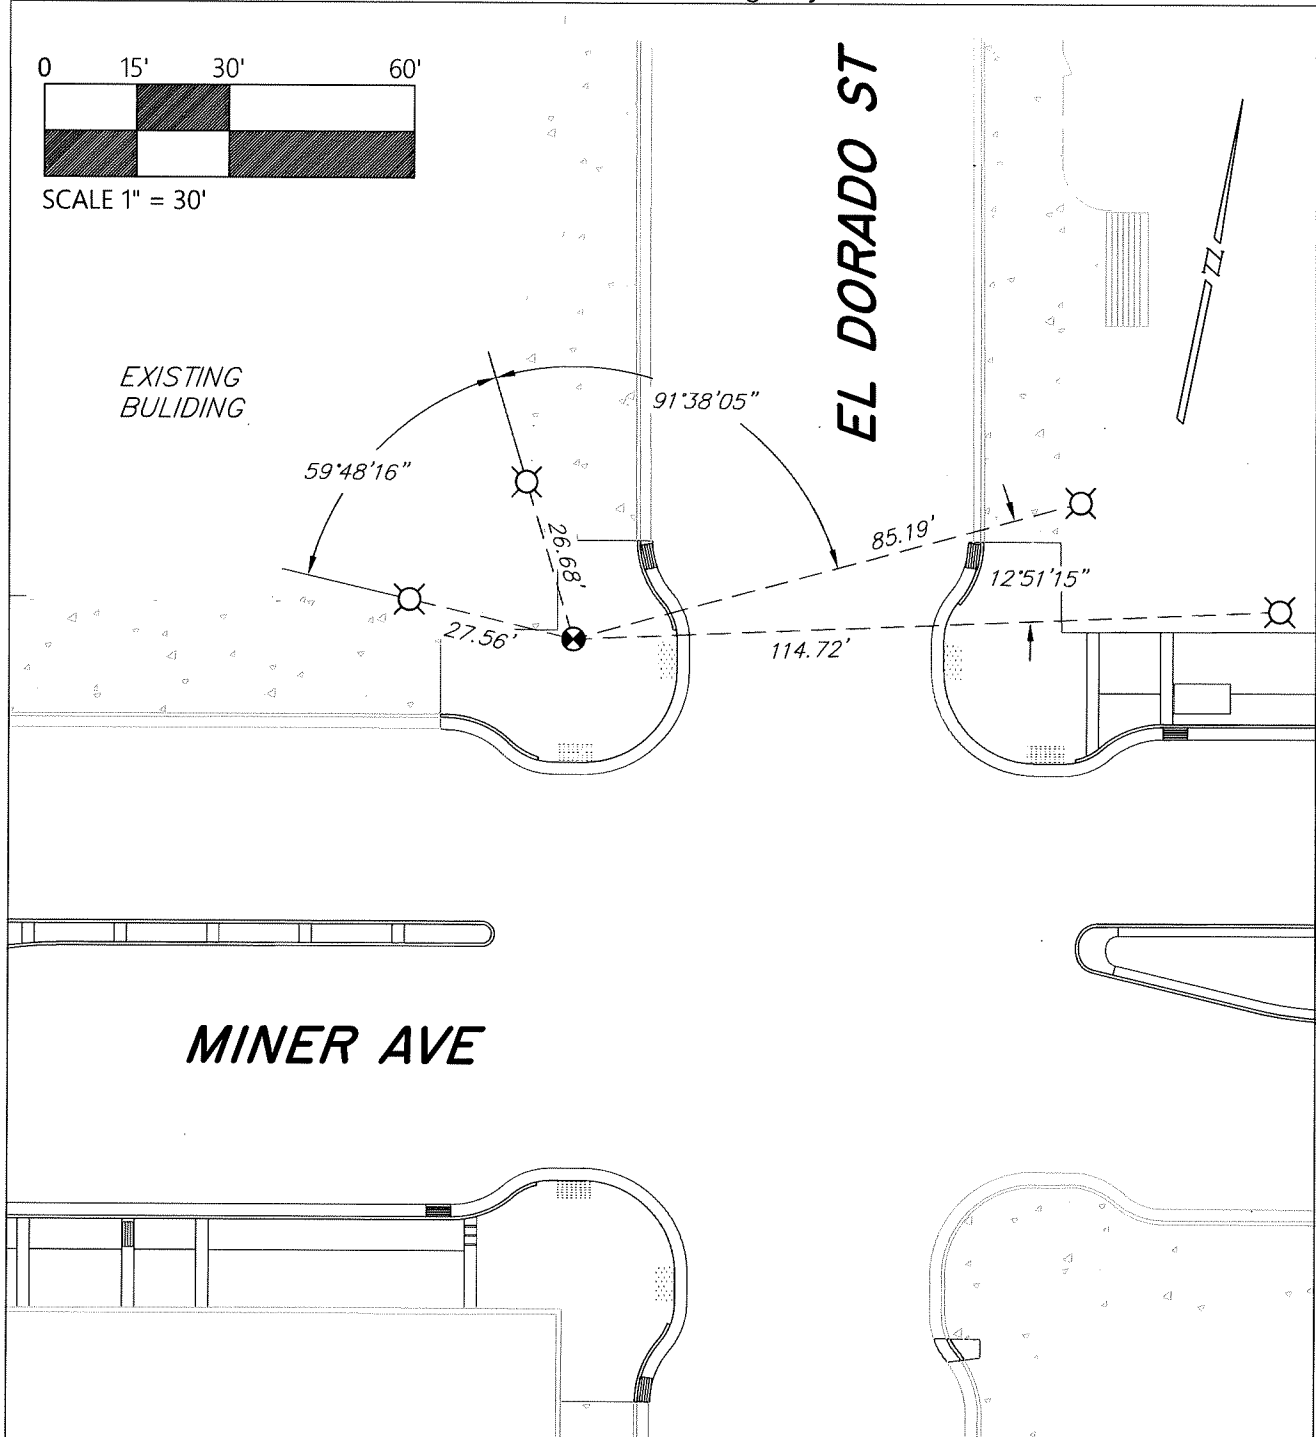 0 15' 30' 60'
SCALE 1" = 30'
EL DORADO ST
N
EXISTING
BULIDING
91°38'05"
59°48'16"
26.68'
85.19'
12°51'15"
27.56'
114.72'
MINER AVE